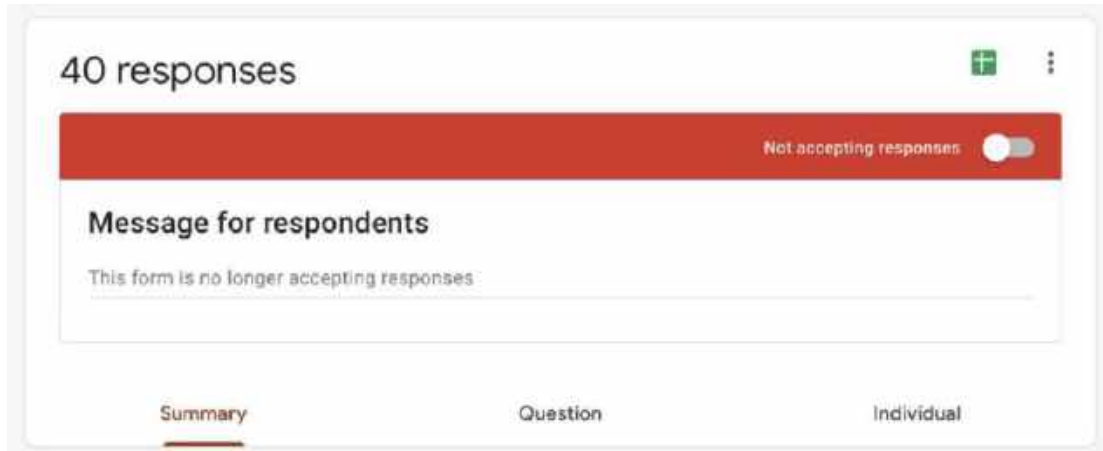 40 responses
Not accepting responses
Message for respondents
This form is no longer accepting responses
Summary Question Individual